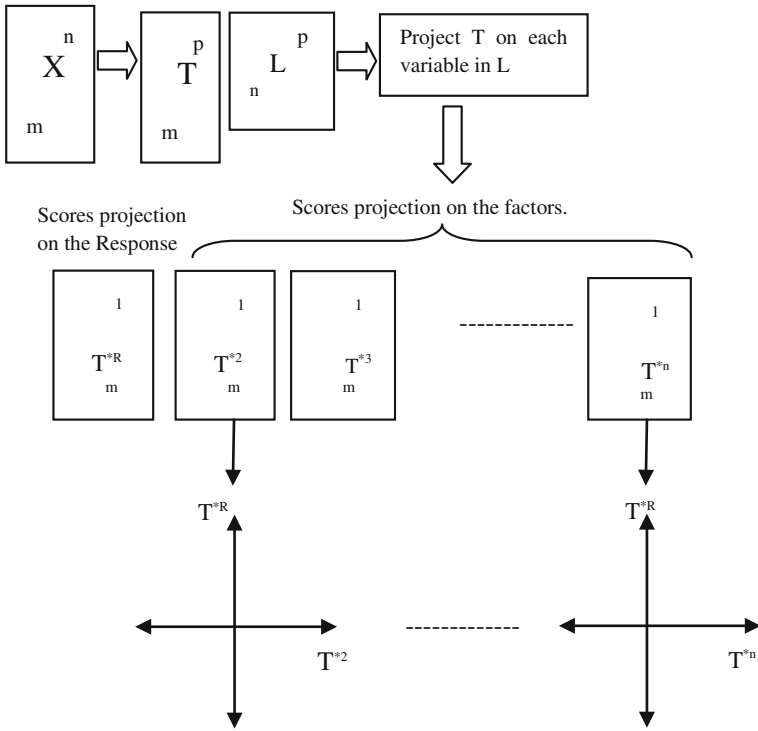 n
X
m
p
T
m
p
L
n
Project T on each
variable in L
Scores projection
on the Response
Scores projection on the factors.
1
T*R
m
1
T*2
m
1
T*3
m
1
T*n
m
T*R
T*2
T*R
T*n